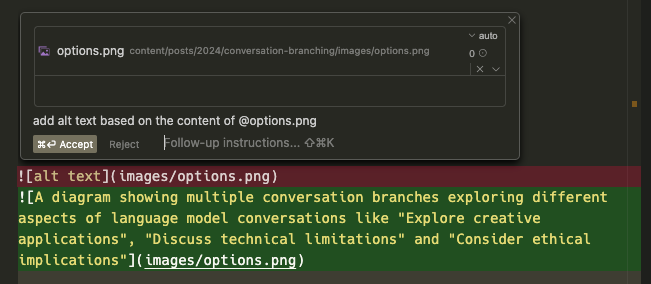 options.png content/posts/2024/conversation-branching/images/options.png
auto
0
add alt text based on the content of @options.png
⌘⏎ Accept Reject Follow-up instructions... ⇧⌘K
![alt text](images/options.png)
![A diagram showing multiple conversation branches exploring different
aspects of language model conversations like "Explore creative
applications", "Discuss technical limitations" and "Consider ethical
implications"](images/options.png)